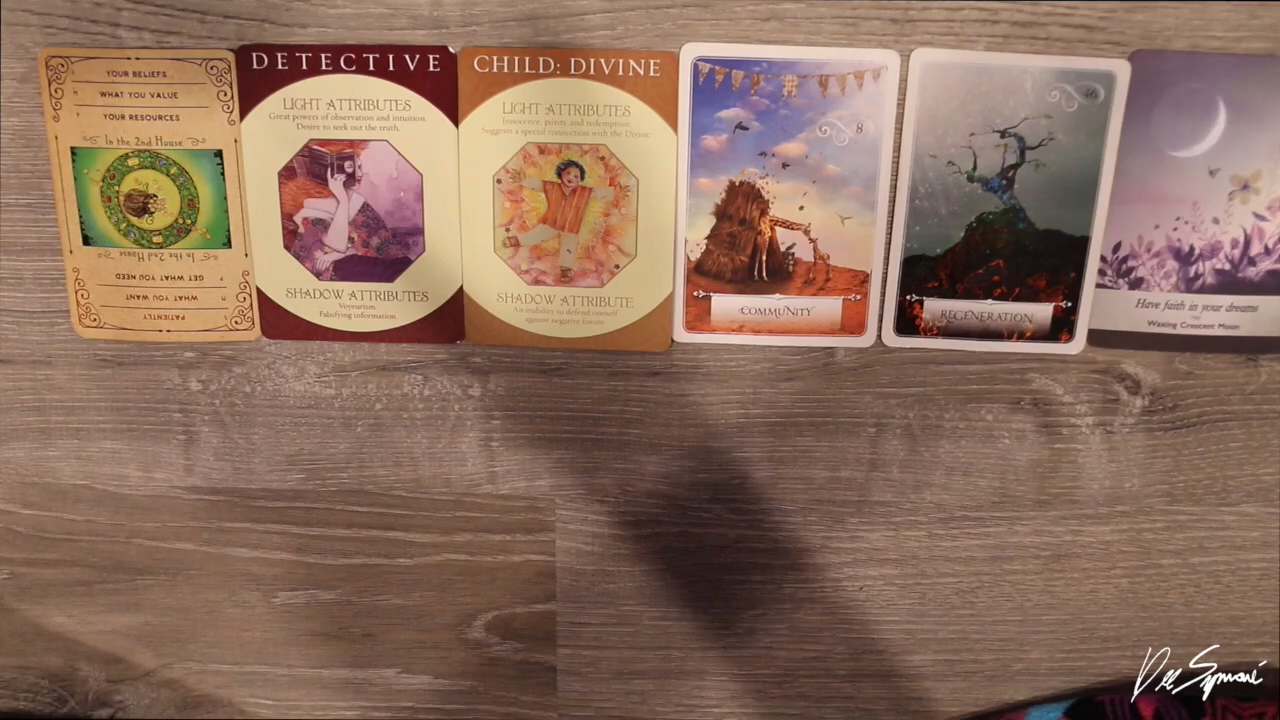 YOUR BELIEFS
WHAT YOU VALUE
YOUR RESOURCES
In the 2nd House
In the 2nd House
GET WHAT YOU NEED
WHAT YOU WANT
PATIENTLY
DETECTIVE
LIGHT ATTRIBUTES
Great powers of observation and intuition.
Desire to seek out the truth.
SHADOW ATTRIBUTES
Voyeurism.
Falsifying information.
CHILD: DIVINE
LIGHT ATTRIBUTES
Innocence, purity, and redemption.
Suggests a special connection with the Divine
SHADOW ATTRIBUTE
An inability to defend oneself
against negative forces
8
COMMUNITY
46
REGENERATION
Have faith in your dreams
Waxing Crescent Moon